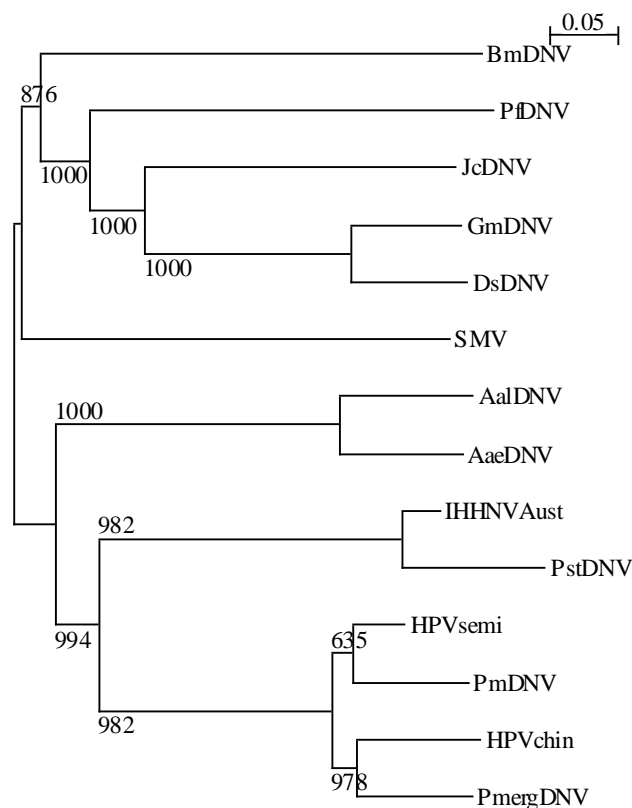 0.05
BmDNV
876
PfDNV
JcDNV
1000
GmDNV
1000
1000
DsDNV
SMV
AalDNV
1000
AaeDNV
IHHNVAust
982
PstDNV
HPVsemi
994
635
PmDNV
982
HPVchin
978
PmergDNV